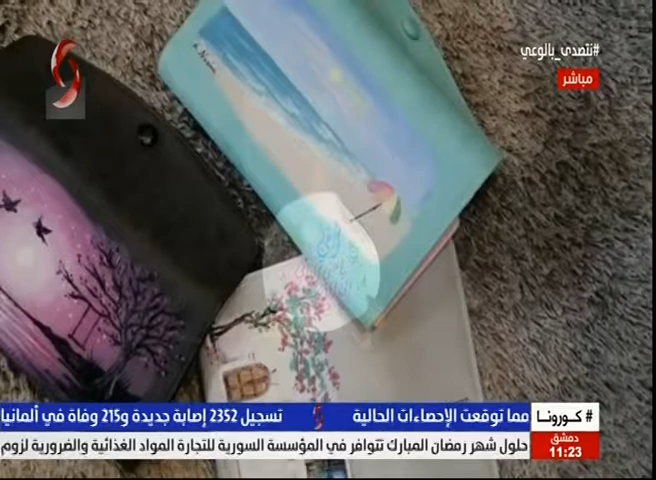 #نتصدى_بالوعي
مباشر
# كورونا
مما توقعت الإحصاءات الحالية
تسجيل 2352 إصابة جديدة و215 وفاة في ألمانيا
دمشق
11:23
حلول شهر رمضان المبارك تتوافر في المؤسسة السورية للتجارة المواد الغذائية والضرورية لزوم